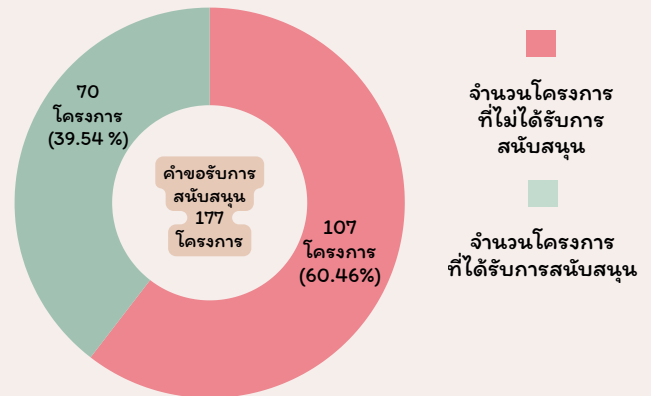 70
โครงการ
(39.54 %)
คำขอรับการ
สนับสนุน
177
โครงการ
107
โครงการ
(60.46%)
จำนวนโครงการ
ที่ไม่ได้รับการ
สนับสนุน
จำนวนโครงการ
ที่ได้รับการสนับสนุน